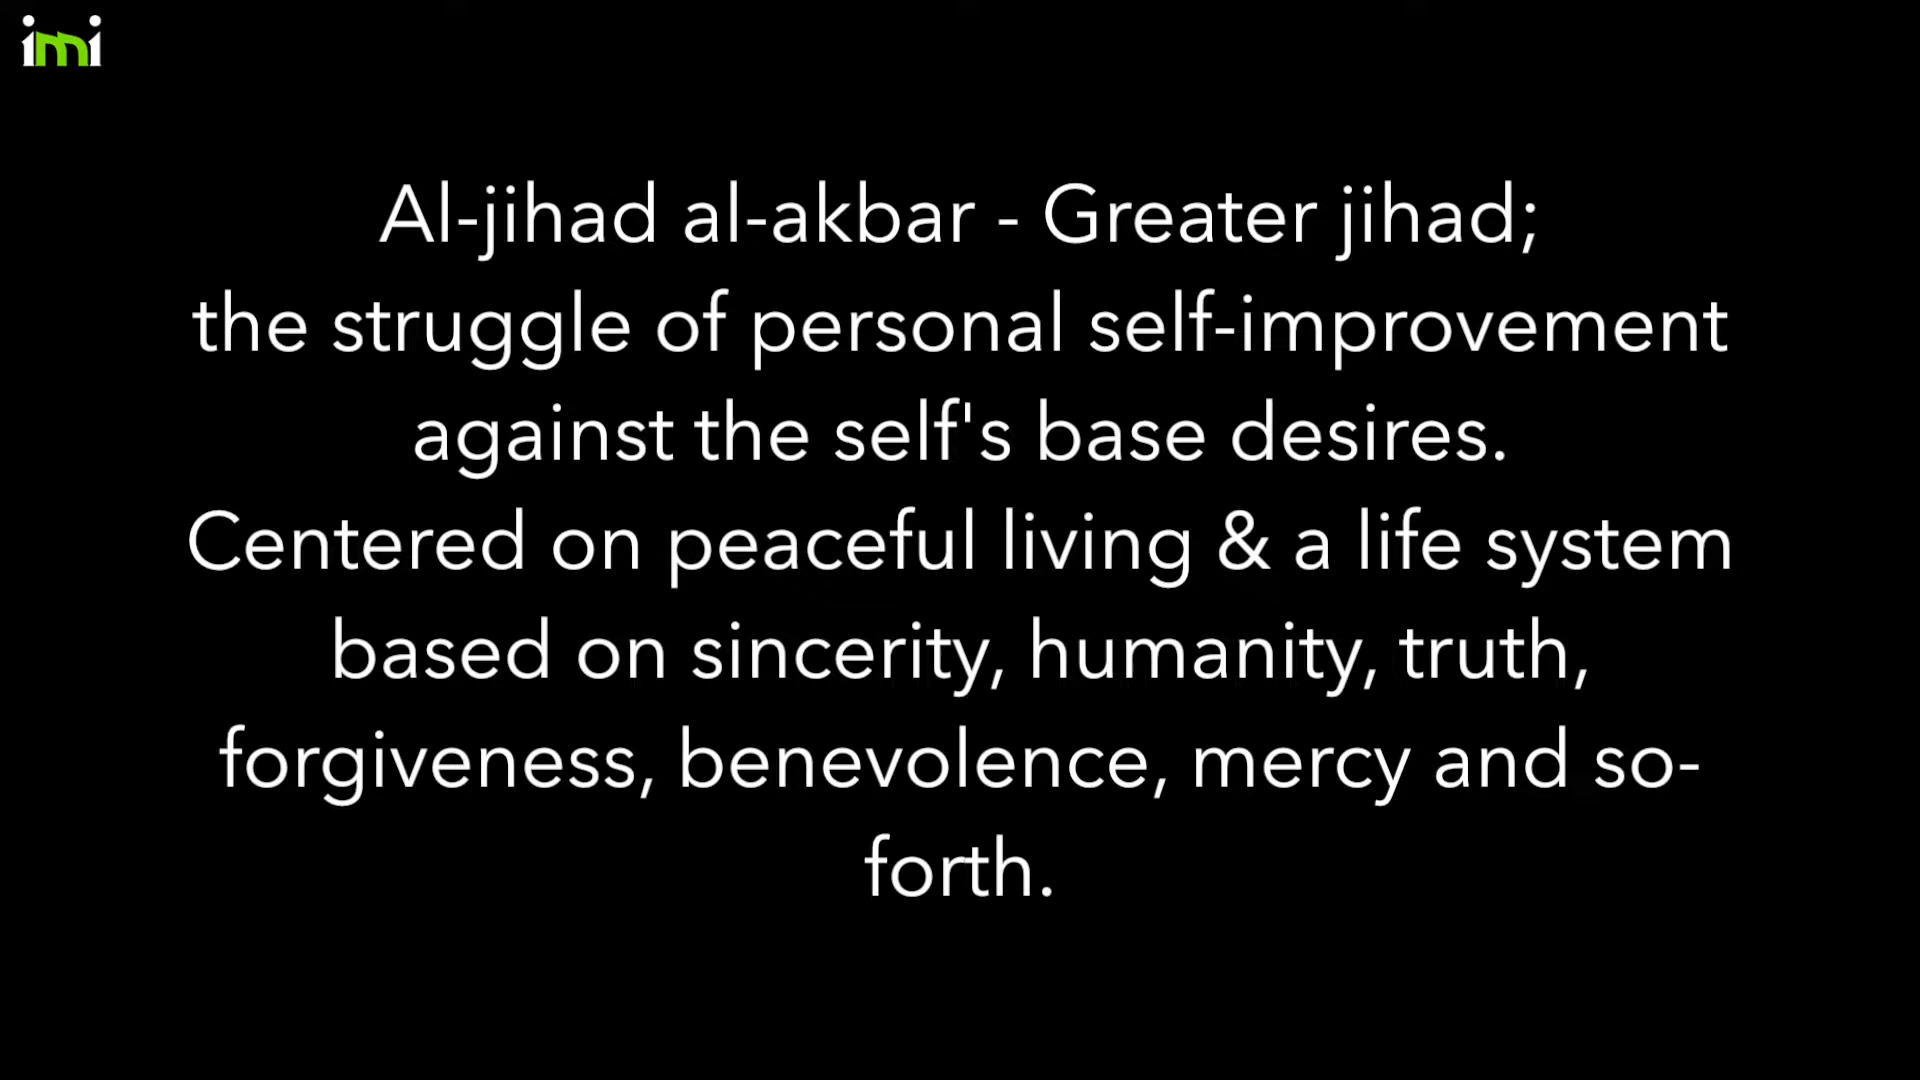 imi
Al-jihad al-akbar - Greater jihad;
the struggle of personal self-improvement
against the self's base desires.
Centered on peaceful living & a life system
based on sincerity, humanity, truth,
forgiveness, benevolence, mercy and so-
forth.